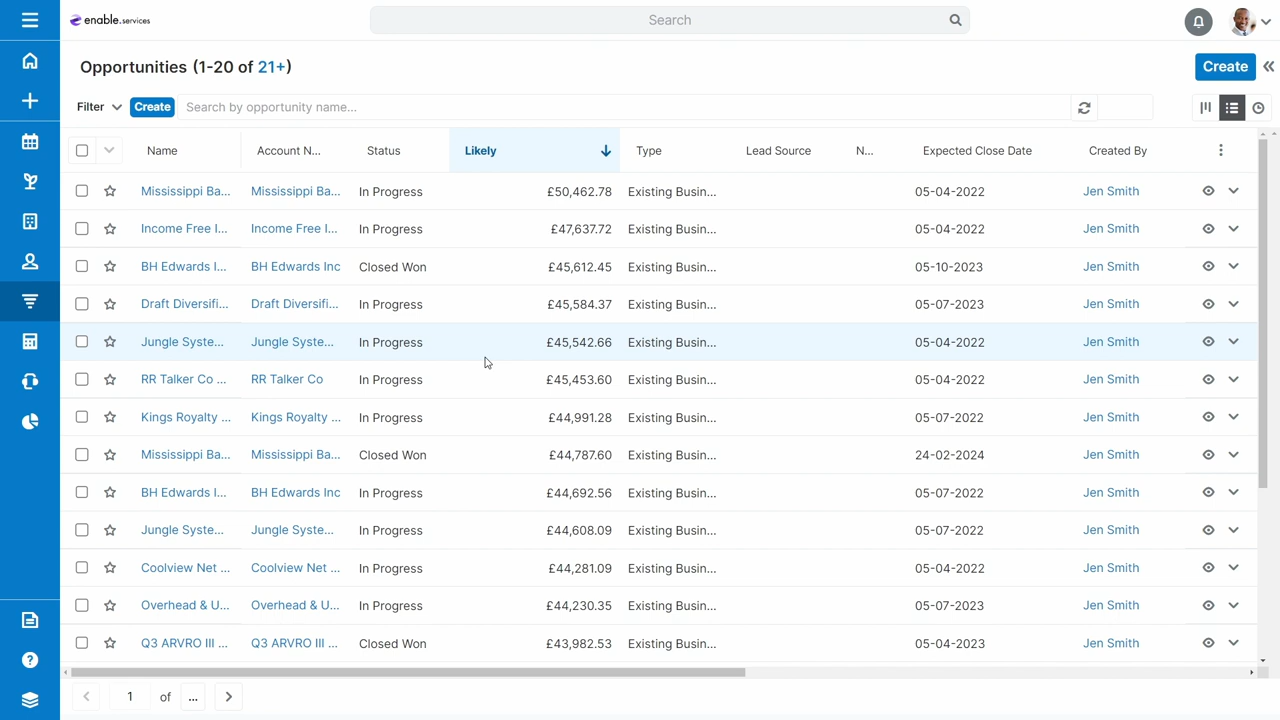 enable.services
Search
Opportunities (1-20 of 21+)
Create
Filter
Create
Search by opportunity name...
Name Account N... Status Likely Type Lead Source N... Expected Close Date Created By
Mississippi Ba... Mississippi Ba... In Progress £50,462.78 Existing Busin... 05-04-2022 Jen Smith
Income Free I... Income Free I... In Progress £47,637.72 Existing Busin... 05-04-2022 Jen Smith
BH Edwards I... BH Edwards Inc Closed Won £45,612.45 Existing Busin... 05-10-2023 Jen Smith
Draft Diversifi... Draft Diversifi... In Progress £45,584.37 Existing Busin... 05-07-2023 Jen Smith
Jungle Syste... Jungle Syste... In Progress £45,542.66 Existing Busin... 05-04-2022 Jen Smith
RR Talker Co ... RR Talker Co In Progress £45,453.60 Existing Busin... 05-04-2022 Jen Smith
Kings Royalty ... Kings Royalty ... In Progress £44,991.28 Existing Busin... 05-07-2022 Jen Smith
Mississippi Ba... Mississippi Ba... Closed Won £44,787.60 Existing Busin... 24-02-2024 Jen Smith
BH Edwards I... BH Edwards Inc In Progress £44,692.56 Existing Busin... 05-07-2022 Jen Smith
Jungle Syste... Jungle Syste... In Progress £44,608.09 Existing Busin... 05-07-2022 Jen Smith
Coolview Net ... Coolview Net ... In Progress £44,281.09 Existing Busin... 05-04-2022 Jen Smith
Overhead & U... Overhead & U... In Progress £44,230.35 Existing Busin... 05-07-2023 Jen Smith
Q3 ARVRO III ... Q3 ARVRO III ... Closed Won £43,982.53 Existing Busin... 05-04-2023 Jen Smith
1 of ...